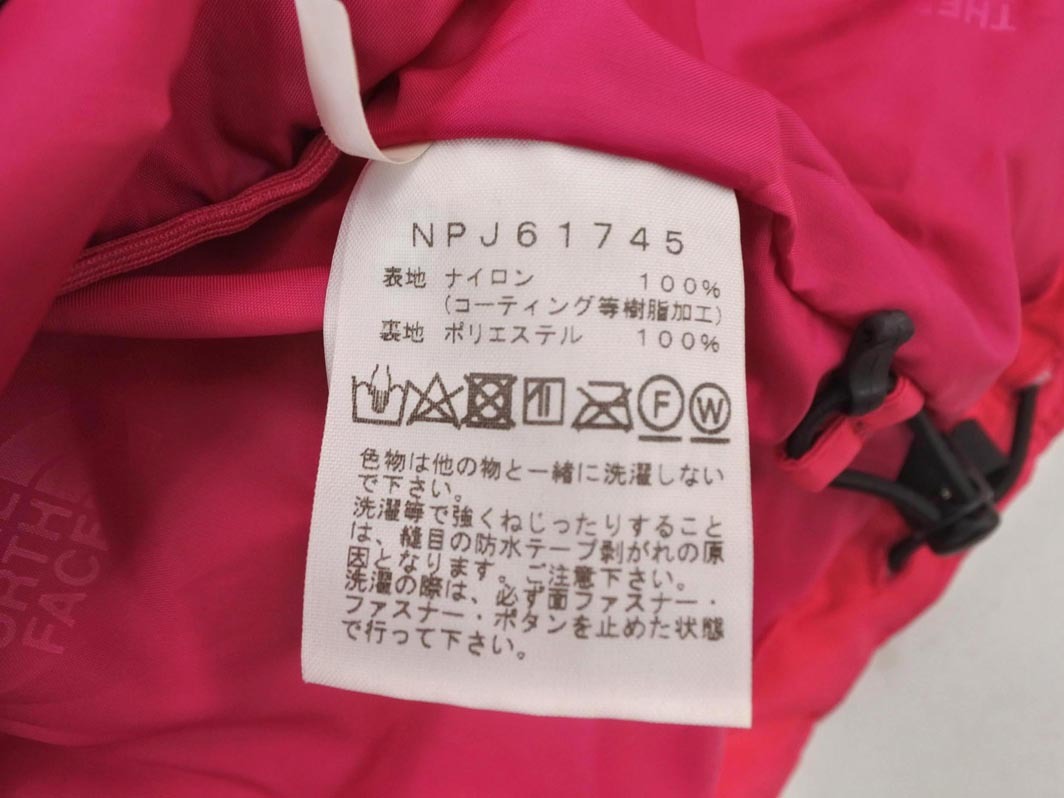 NPJ61745
表地 ナイロン 100%
(コーティング等樹脂加工)
裏地 ポリエステル 100%
F W
色物は他の物と一緒に洗濯しない
で下さい。
洗濯等で強くねじったりすること
は、縫目の防水テープ剥がれの原
因となります。ご注意下さい。
洗濯の際は、必ず面ファスナー・
ファスナー・ボタンを止めた状態
で行って下さい。
THE
NORTH
FACE
THE